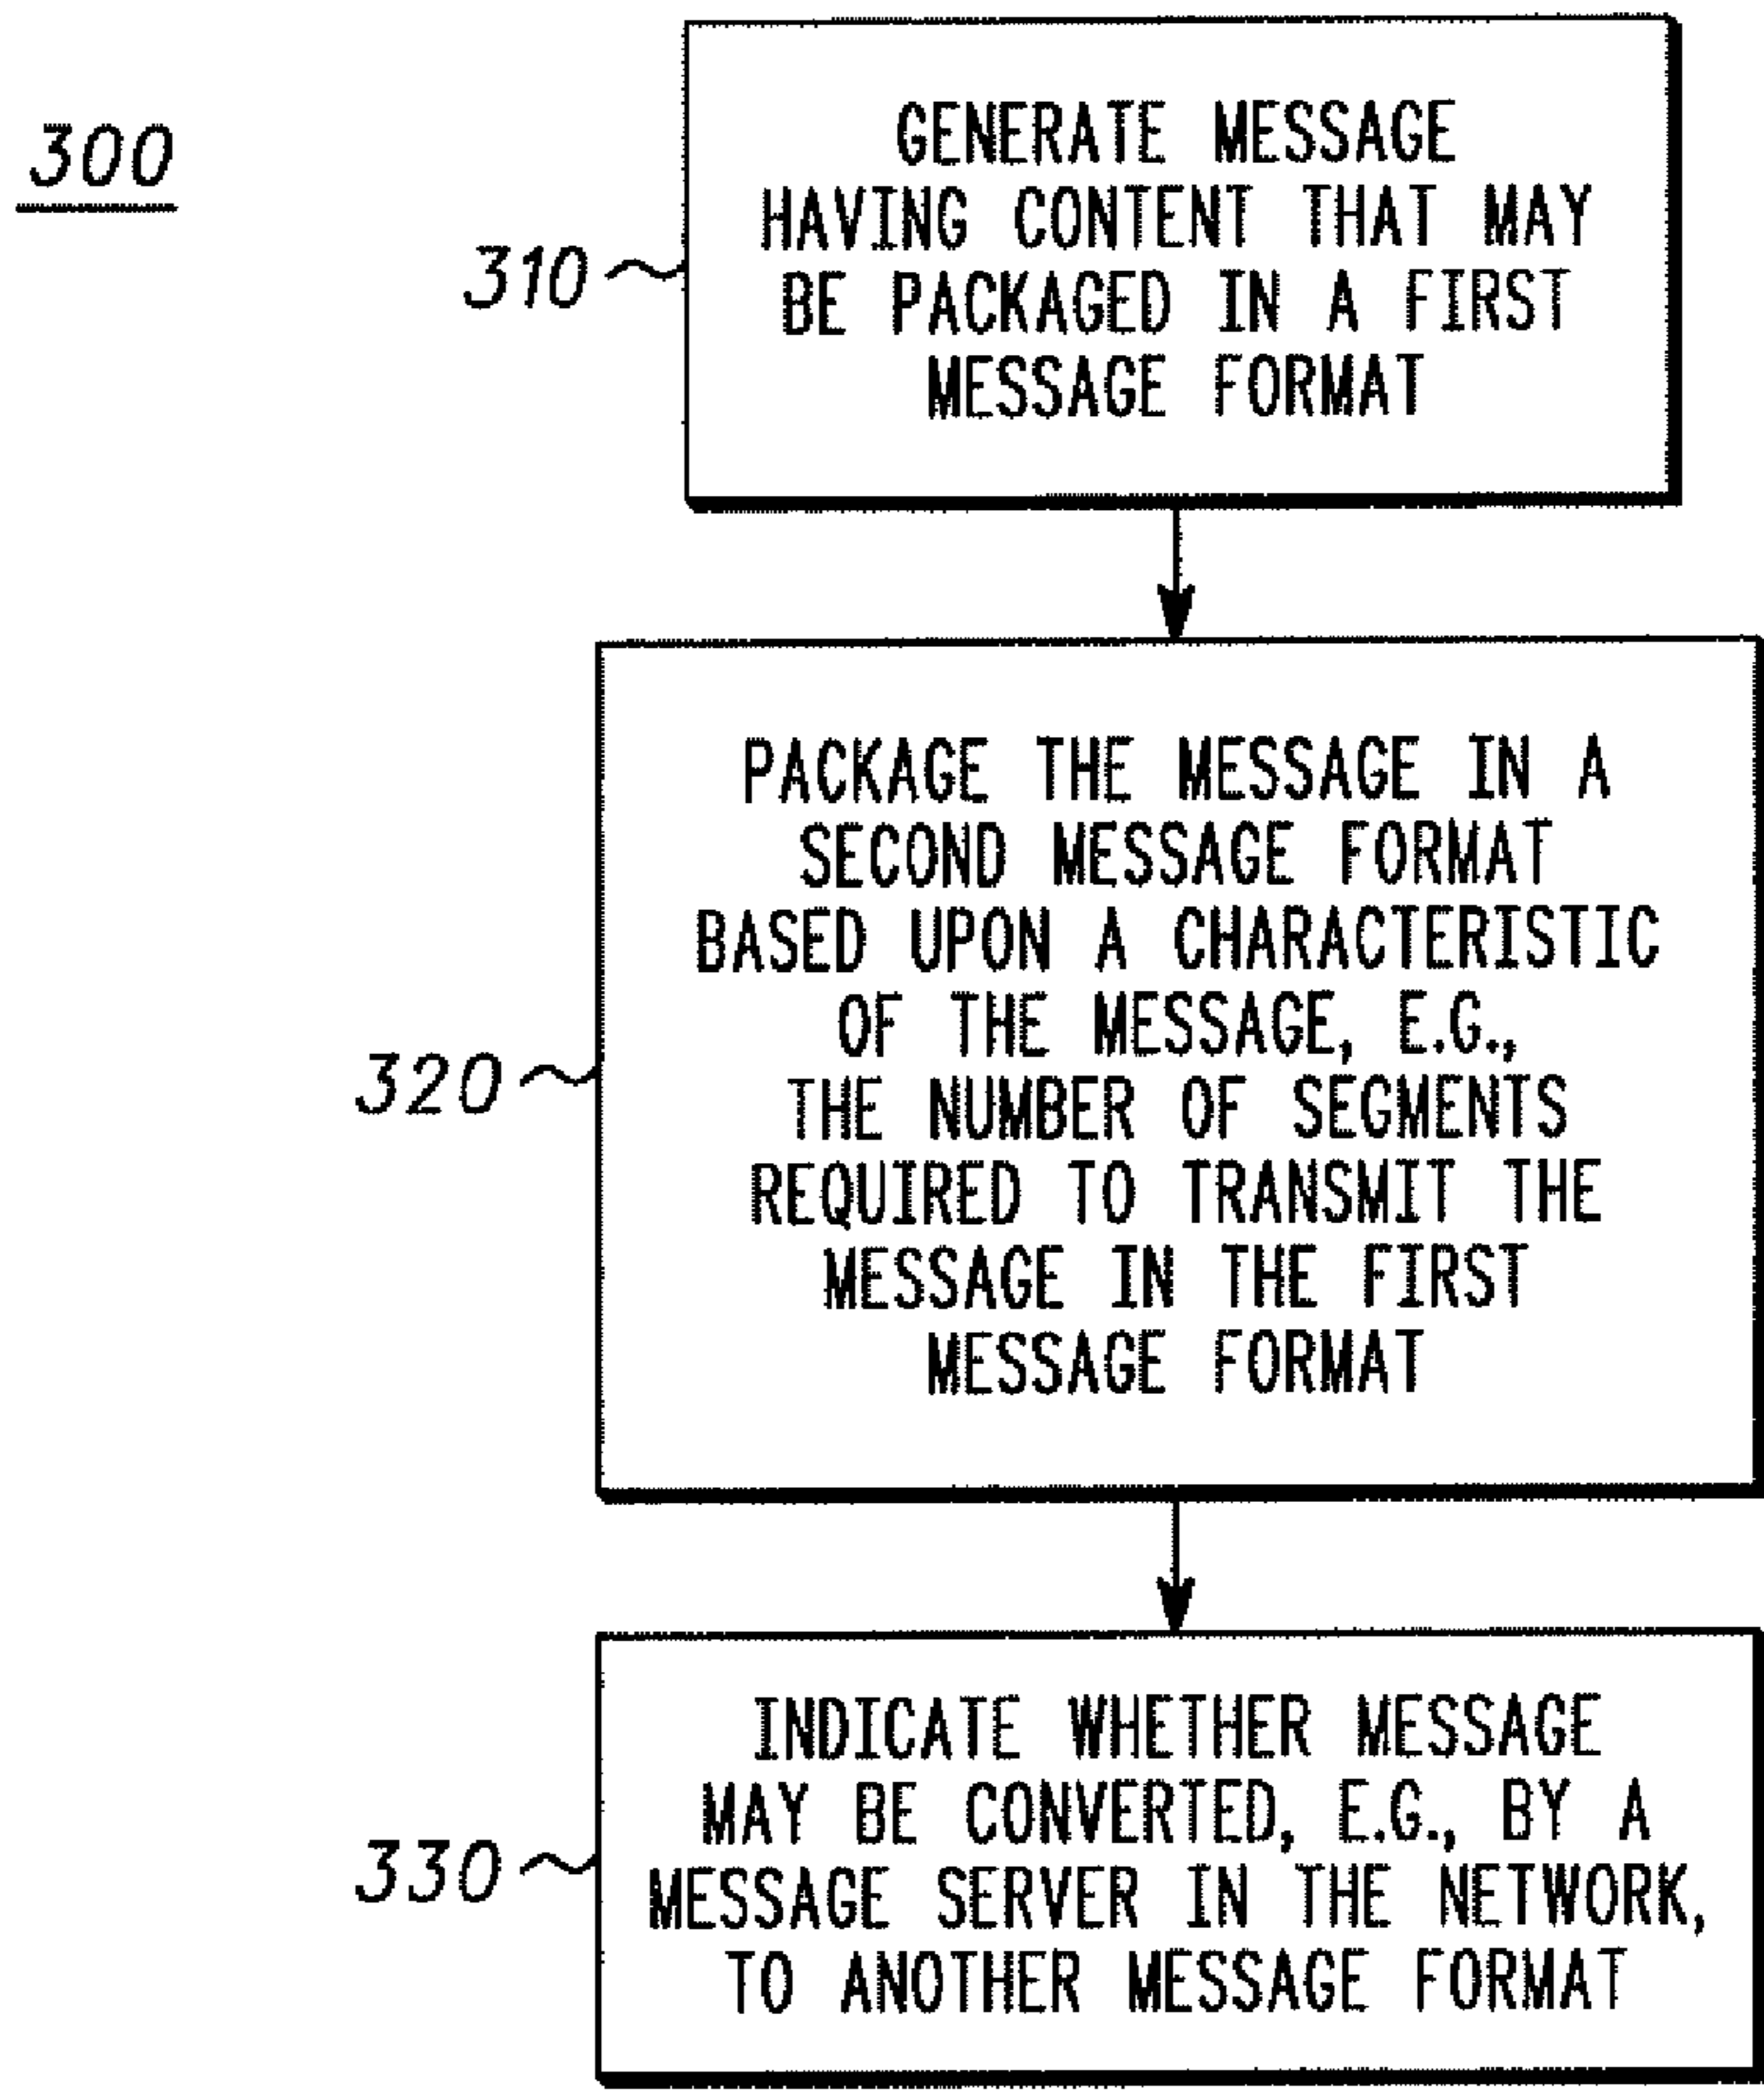 300
310
GENERATE MESSAGE
HAVING CONTENT THAT MAY
BE PACKAGED IN A FIRST
MESSAGE FORMAT
320
PACKAGE THE MESSAGE IN A
SECOND MESSAGE FORMAT
BASED UPON A CHARACTERISTIC
OF THE MESSAGE, E.G.,
THE NUMBER OF SEGMENTS
REQUIRED TO TRANSMIT THE
MESSAGE IN THE FIRST
MESSAGE FORMAT
330
INDICATE WHETHER MESSAGE
MAY BE CONVERTED, E.G., BY A
MESSAGE SERVER IN THE NETWORK,
TO ANOTHER MESSAGE FORMAT